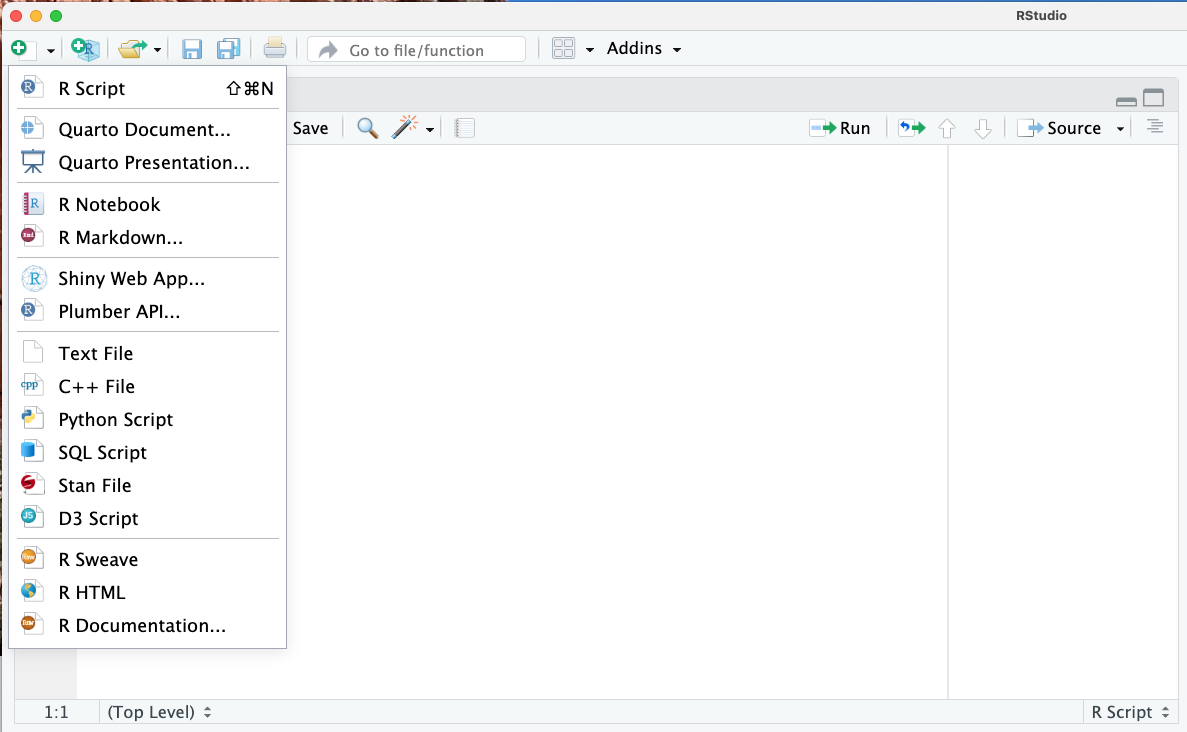 RStudio
Go to file/function
Addins
R Script ⇧⌘N
Save
Run
Source
Quarto Document...
Quarto Presentation...
R Notebook
R Markdown...
Shiny Web App...
Plumber API...
Text File
C++ File
Python Script
SQL Script
Stan File
D3 Script
R Sweave
R HTML
R Documentation...
1:1 (Top Level) R Script